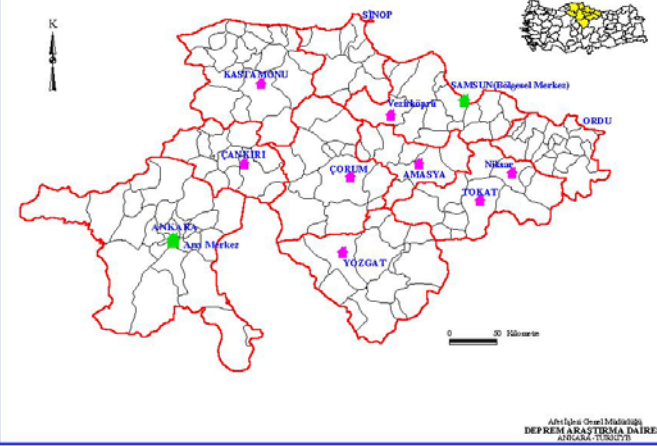 K
SİNOP
KASTAMONU
SAMSUN(Bölgesel Merkez)
Vezirköprü
ORDU
ÇANKIRI
ÇORUM
AMASYA
Niksar
TOKAT
ANKARA
Ana Merkez
YOZGAT
0 50 Kilometre
Afet İşleri Genel Müdürlüğü
DEPREM ARAŞTIRMA DAİRE
ANKARA - TÜRKİYE